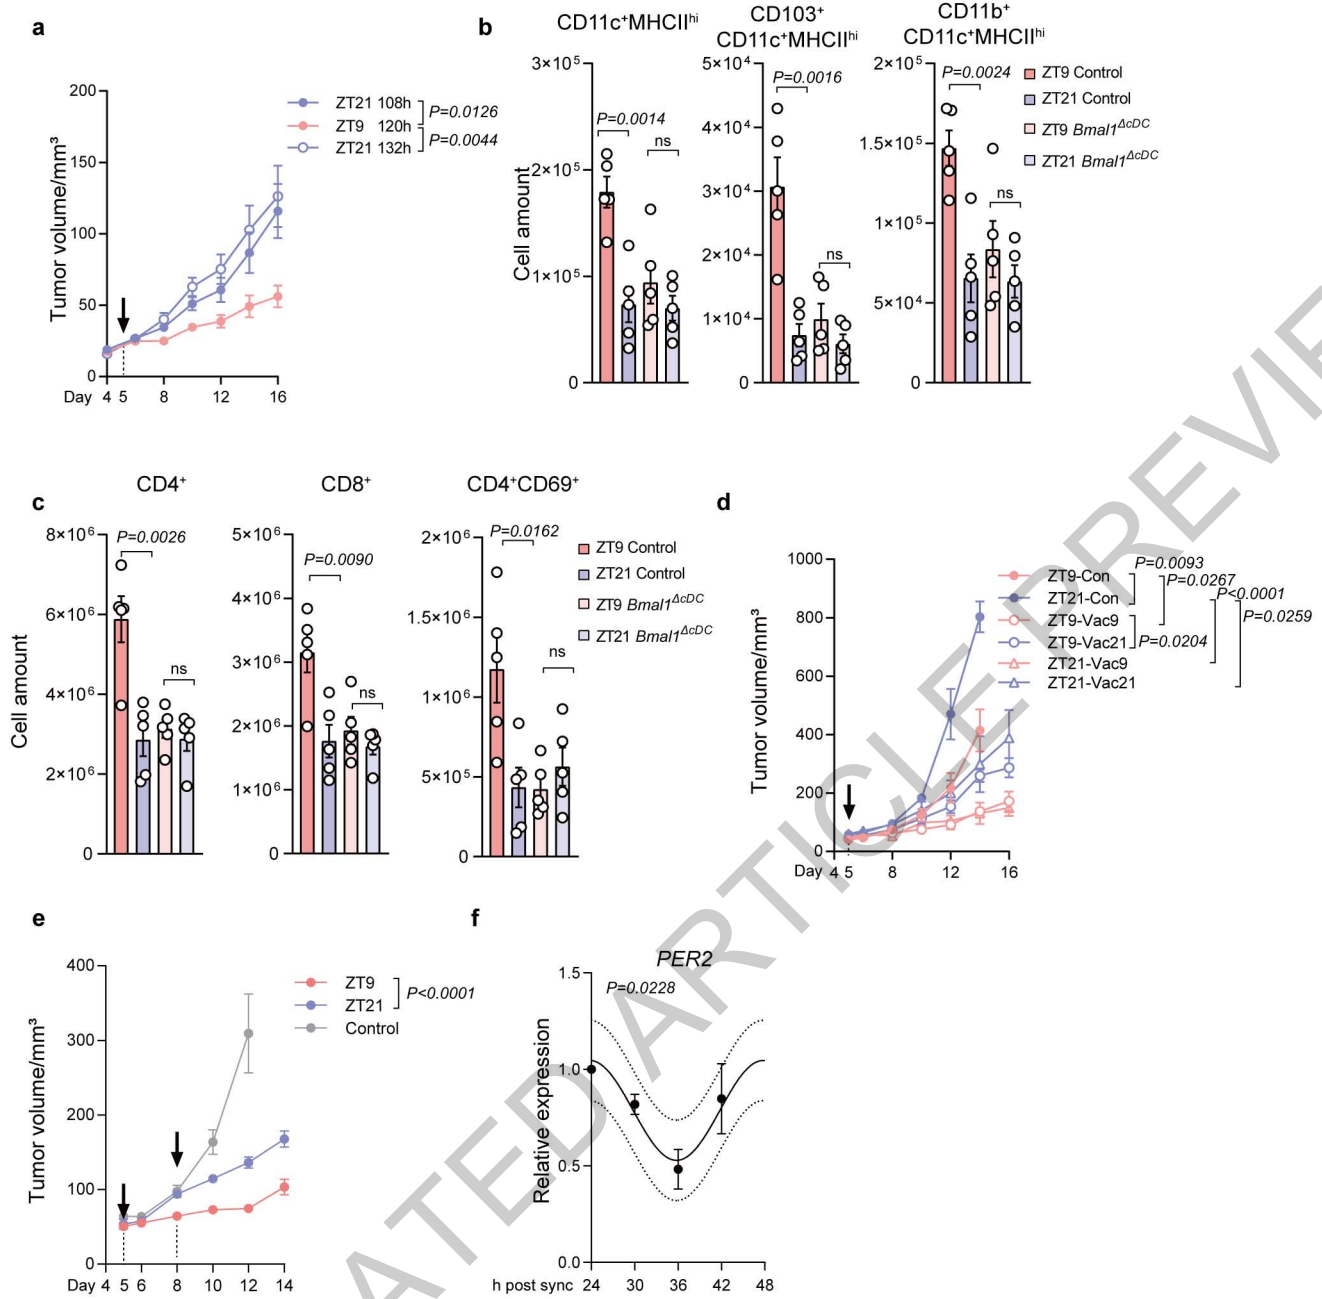 a
200
150
100
50
0
Tumor volume/mm³
Day 4 5 8 12 16
ZT21 108h
ZT9 120h
ZT21 132h
P=0.0126
P=0.0044
b
CD11c⁺MHCIIʰⁱ
3×10⁵
2×10⁵
1×10⁵
0
Cell amount
P=0.0014
ns
CD103⁺
CD11c⁺MHCIIʰⁱ
5×10⁴
4×10⁴
3×10⁴
2×10⁴
1×10⁴
0
P=0.0016
ns
CD11b⁺
CD11c⁺MHCIIʰⁱ
2×10⁵
1.5×10⁵
1×10⁵
5×10⁴
0
P=0.0024
ns
ZT9 Control
ZT21 Control
ZT9 Bmal1ᐃcDC
ZT21 Bmal1ᐃcDC
c
CD4⁺
8×10⁶
6×10⁶
4×10⁶
2×10⁶
0
Cell amount
P=0.0026
ns
CD8⁺
5×10⁶
4×10⁶
3×10⁶
2×10⁶
1×10⁶
0
P=0.0090
ns
CD4⁺CD69⁺
2×10⁶
1.5×10⁶
1×10⁶
5×10⁵
0
P=0.0162
ns
ZT9 Control
ZT21 Control
ZT9 Bmal1ᐃcDC
ZT21 Bmal1ᐃcDC
d
1000
800
600
400
200
0
Tumor volume/mm³
Day 4 5 8 12 16
ZT9-Con
ZT21-Con
ZT9-Vac9
ZT9-Vac21
ZT21-Vac9
ZT21-Vac21
P=0.0093
P=0.0267
P<0.0001
P=0.0259
P=0.0204
e
400
300
200
100
0
Tumor volume/mm³
Day 4 5 6 8 10 12 14
ZT9
ZT21
Control
P<0.0001
f
PER2
1.5
1.0
0.5
0.0
Relative expression
P=0.0228
h post sync 24 30 36 42 48
ATED ARTICLE PREVIE